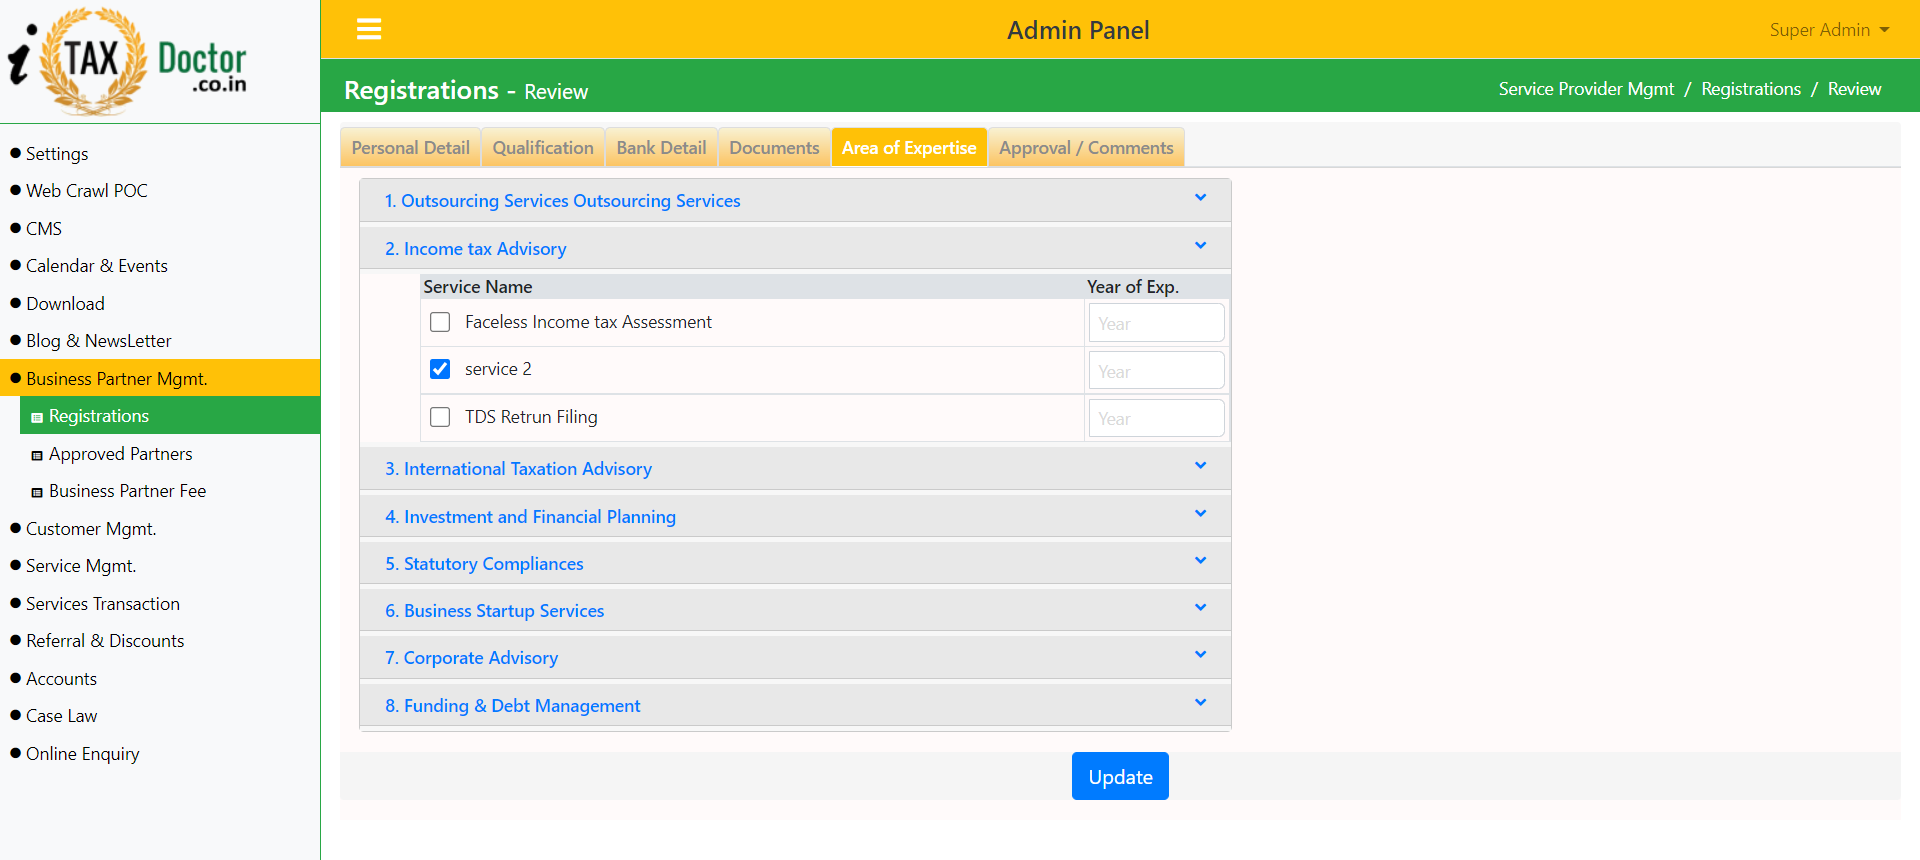 i TAX Doctor
.co.in
Admin Panel
Super Admin
Registrations - Review
Service Provider Mgmt / Registrations / Review
Settings
Web Crawl POC
CMS
Calendar & Events
Download
Blog & NewsLetter
Business Partner Mgmt.
Registrations
Approved Partners
Business Partner Fee
Customer Mgmt.
Service Mgmt.
Services Transaction
Referral & Discounts
Accounts
Case Law
Online Enquiry
Personal Detail
Qualification
Bank Detail
Documents
Area of Expertise
Approval / Comments
1. Outsourcing Services Outsourcing Services
2. Income tax Advisory
Service Name Year of Exp.
Faceless Income tax Assessment Year
service 2 Year
TDS Retrun Filing Year
3. International Taxation Advisory
4. Investment and Financial Planning
5. Statutory Compliances
6. Business Startup Services
7. Corporate Advisory
8. Funding & Debt Management
Update